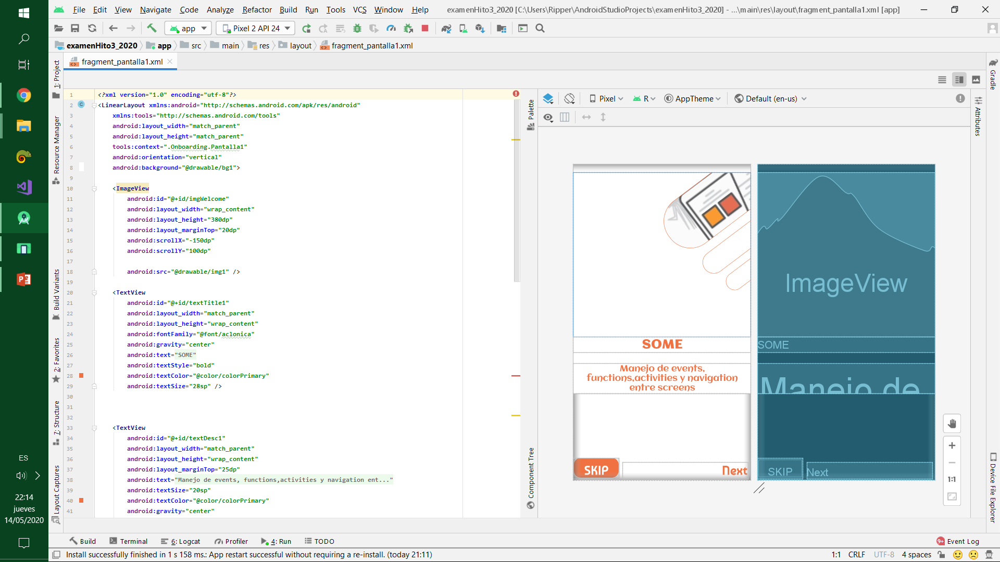 File Edit View Navigate Code Analyze Refactor Build Run Tools VCS Window Help examenHito3_2020 [C:\Users\Ripper\AndroidStudioProjects\examenHito3_2020] - ...\main\res\layout\fragment_pantalla1.xml [app]
app Pixel 2 API 24
examenHito3_2020 app src main res layout fragment_pantalla1.xml
fragment_pantalla1.xml
1: Project
Resource Manager
Build Variants
2: Favorites
7: Structure
Layout Captures
1 <?xml version="1.0" encoding="utf-8"?>
2 <LinearLayout xmlns:android="http://schemas.android.com/apk/res/android"
3 xmlns:tools="http://schemas.android.com/tools"
4 android:layout_width="match_parent"
5 android:layout_height="match_parent"
6 tools:context=".Onboarding.Pantalla1"
7 android:orientation="vertical"
8 android:background="@drawable/bg1">
9
10 <ImageView
11 android:id="@+id/imgWelcome"
12 android:layout_width="wrap_content"
13 android:layout_height="380dp"
14 android:layout_marginTop="20dp"
15 android:scrollX="-150dp"
16 android:scrollY="100dp"
17
18 android:src="@drawable/img1" />
19
20 <TextView
21 android:id="@+id/textTitle1"
22 android:layout_width="match_parent"
23 android:layout_height="wrap_content"
24 android:fontFamily="@font/aclonica"
25 android:gravity="center"
26 android:text="SOME"
27 android:textStyle="bold"
28 android:textColor="@color/colorPrimary"
29 android:textSize="28sp" />
30
31
32
33 <TextView
34 android:id="@+id/textDesc1"
35 android:layout_width="match_parent"
36 android:layout_height="wrap_content"
37 android:layout_marginTop="25dp"
38 android:text="Manejo de events, functions,activities y navigation ent..."
39 android:textSize="20sp"
40 android:textColor="@color/colorPrimary"
41 android:gravity="center"
Palette
Component Tree
Pixel R AppTheme Default (en-us)
SOME
Manejo de events,
functions,activities y navigation
entre screens
SKIP Next
ImageView
SOME
Manejo de
SKIP Next
1:1
Gradle
Attributes
Device File Explorer
ES
22:14
jueves
14/05/2020
Build Terminal 6: Logcat Profiler 4: Run TODO 9+ Event Log
Install successfully finished in 1 s 158 ms.: App restart successful without requiring a re-install. (today 21:11) 1:1 CRLF UTF-8 4 spaces